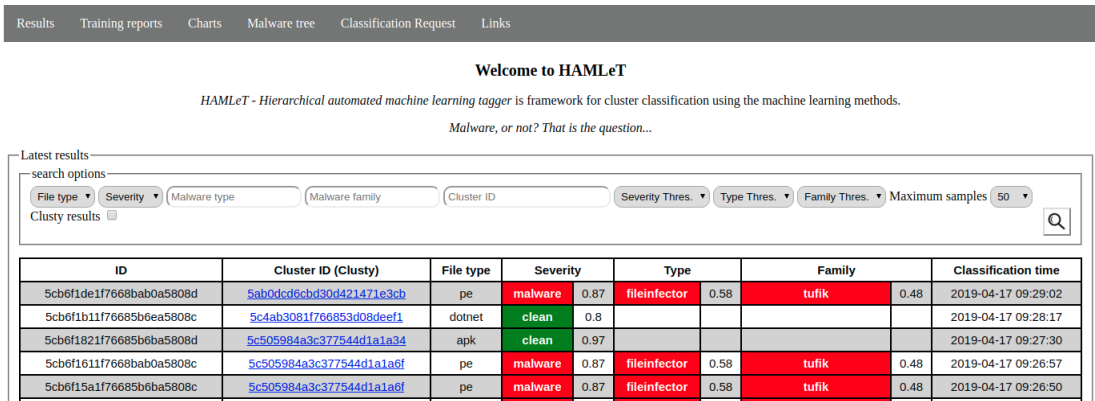 Results Training reports Charts Malware tree Classification Request Links
Welcome to HAMLeT
HAMLeT - Hierarchical automated machine learning tagger is framework for cluster classification using the machine learning methods.
Malware, or not? That is the question...
Latest results
search options
File type Severity Malware type Malware family Cluster ID Severity Thres. Type Thres. Family Thres. Maximum samples 50
Clusty results
ID Cluster ID (Clusty) File type Severity Type Family Classification time
5cb6f1de1f7668bab0a5808d 5ab0dcd6cbd30d421471e3cb pe malware 0.87 fileinfector 0.58 tufik 0.48 2019-04-17 09:29:02
5cb6f1b11f76685b6ea5808c 5c4ab3081f766853d08deef1 dotnet clean 0.8 2019-04-17 09:28:17
5cb6f1821f76685b6ba5808d 5c505984a3c377544d1a1a34 apk clean 0.97 2019-04-17 09:27:30
5cb6f1611f7668bab0a5808c 5c505984a3c377544d1a1a6f pe malware 0.87 fileinfector 0.58 tufik 0.48 2019-04-17 09:26:57
5cb6f15a1f76685b6ba5808c 5c505984a3c377544d1a1a6f pe malware 0.87 fileinfector 0.58 tufik 0.48 2019-04-17 09:26:50